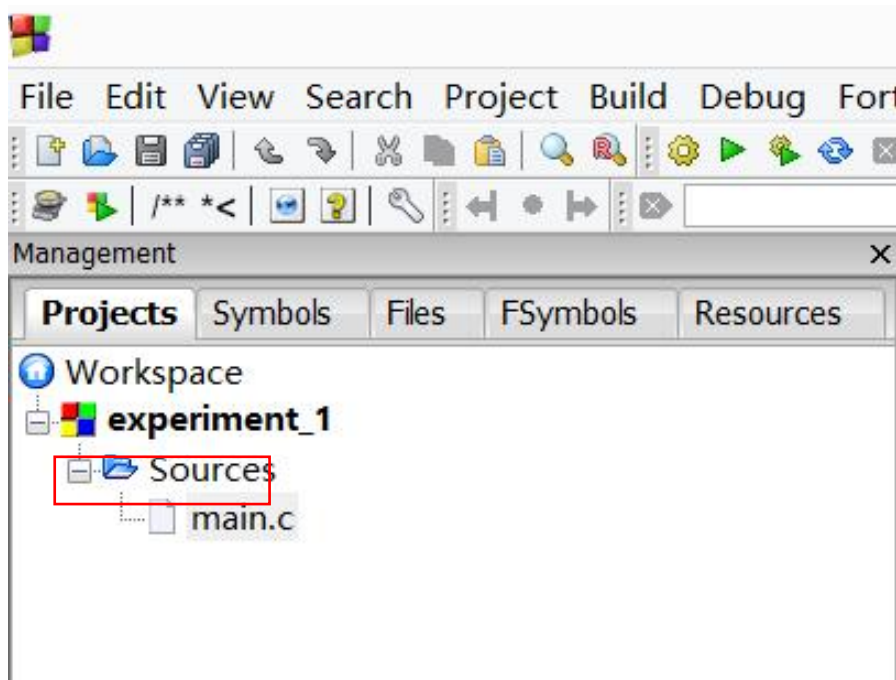 File Edit View Search Project Build Debug Fort
/** *<
Management
Projects Symbols Files FSymbols Resources
Workspace
experiment_1
Sources
main.c